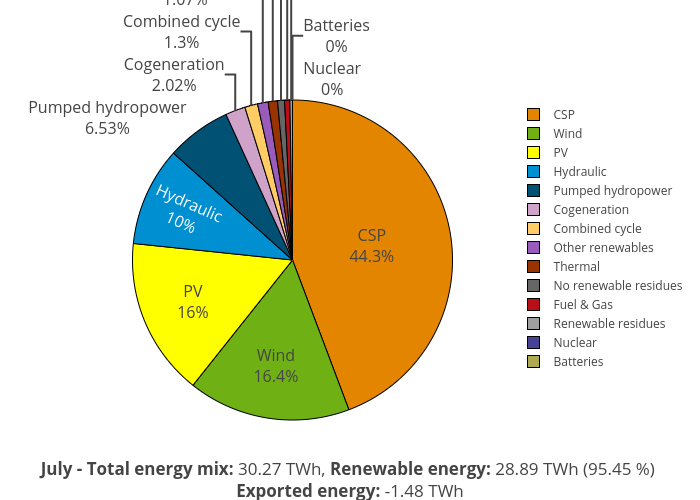 1.07%
Combined cycle
1.3%
Cogeneration
2.02%
Pumped hydropower
6.53%
Batteries
0%
Nuclear
0%
Hydraulic
10%
CSP
44.3%
PV
16%
Wind
16.4%
CSP
Wind
PV
Hydraulic
Pumped hydropower
Cogeneration
Combined cycle
Other renewables
Thermal
No renewable residues
Fuel & Gas
Renewable residues
Nuclear
Batteries
July - Total energy mix: 30.27 TWh, Renewable energy: 28.89 TWh (95.45 %)
Exported energy: -1.48 TWh